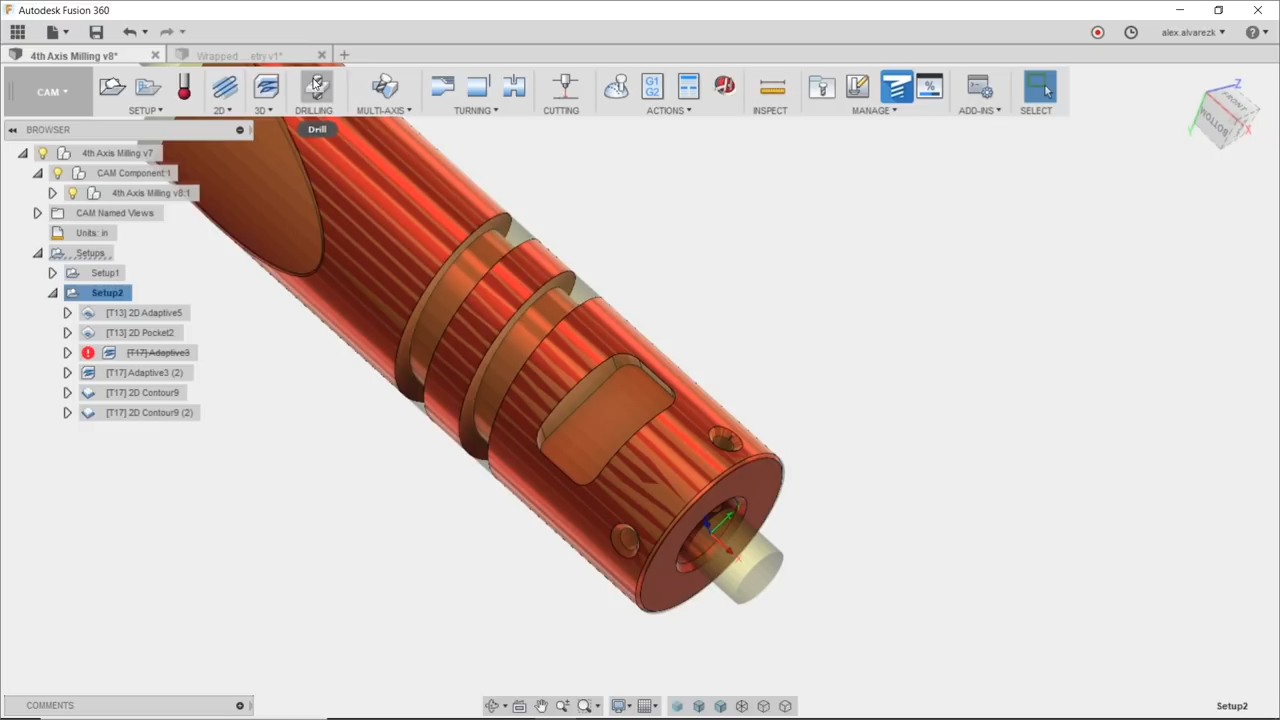 Autodesk Fusion 360
alex.alvarezk
4th Axis Milling v8*
Wrapped ...etry v1*
CAM
G1
G2
SETUP
2D
3D
DRILLING
MULTI-AXIS
TURNING
CUTTING
ACTIONS
INSPECT
MANAGE
ADD-INS
SELECT
Drill
Z
FRONT
BOTTOM
Y
X
BROWSER
4th Axis Milling v7
CAM Component:1
4th Axis Milling v8:1
CAM Named Views
Units: in
Setups
Setup1
Setup2
[T13] 2D Adaptive5
[T13] 2D Pocket2
[T17] Adaptive3
[T17] Adaptive3 (2)
[T17] 2D Contour9
[T17] 2D Contour9 (2)
X
COMMENTS
Setup2